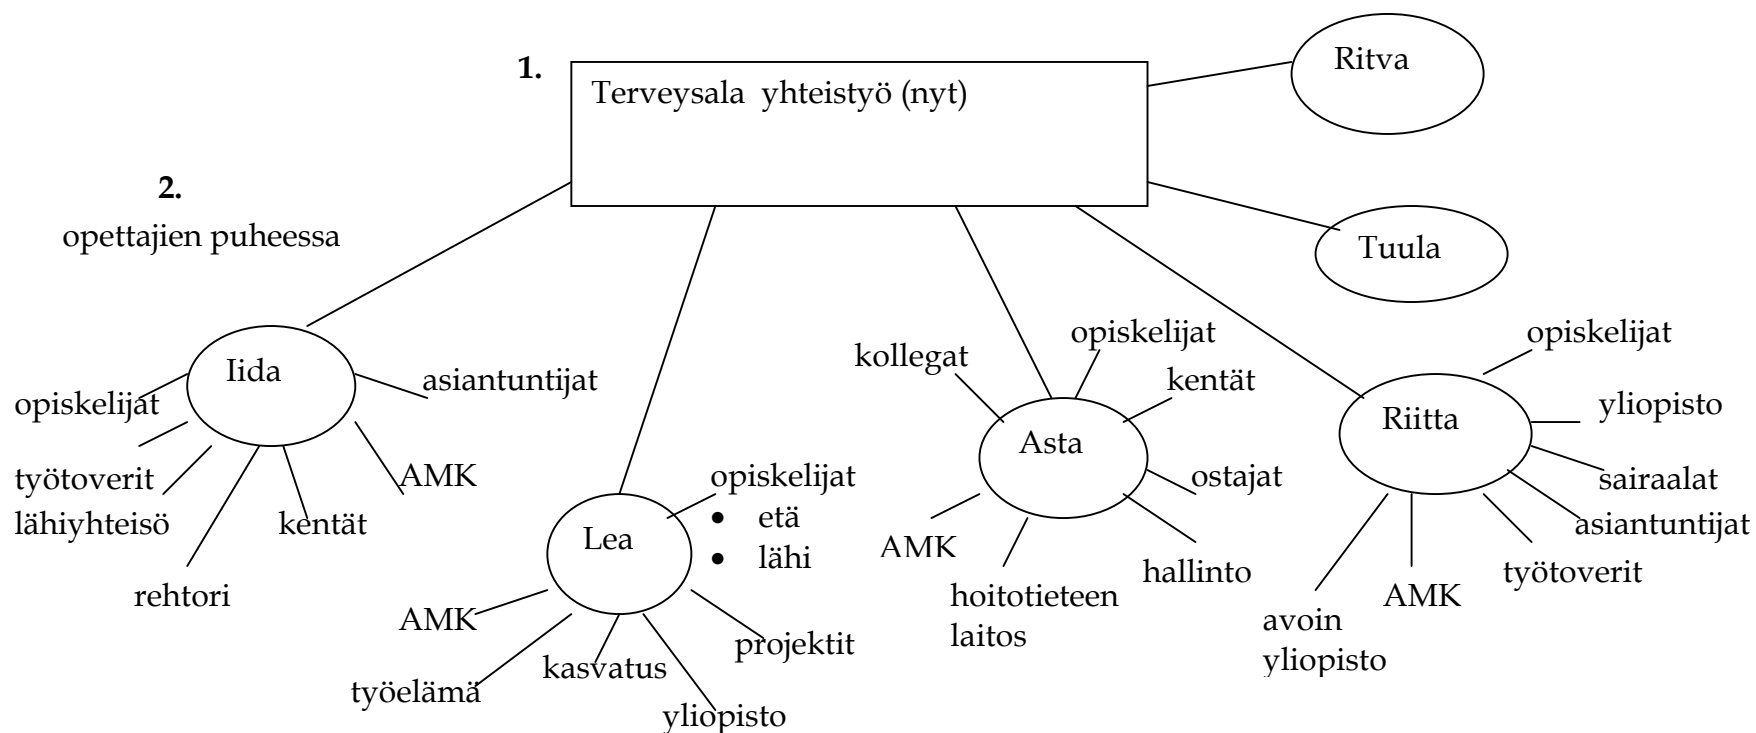 1.
Terveysala yhteistyö (nyt)
Ritva
2.
opettajien puheessa
Tuula
Iida
opiskelijat
asiantuntijat
työtoverit
lähiyhteisö
rehtori
kentät
AMK
Lea
opiskelijat
• etä
• lähi
AMK
työelämä
kasvatus
yliopisto
projektit
Asta
kollegat
opiskelijat
kentät
ostajat
hallinto
hoitotieteen
laitos
AMK
Riitta
opiskelijat
yliopisto
sairaalat
asiantuntijat
työtoverit
AMK
avoin
yliopisto